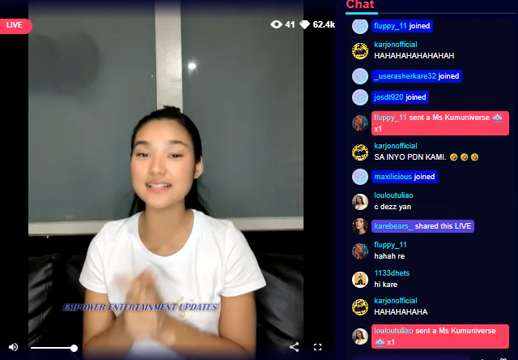 LIVE
41 62.4k
EMPOWER ENTERTAINMENT UPDATES
Chat
fluppy_11 joined
karjonofficial
HAHAHAHAHAHAHAH
_userasherkare32 joined
josdt920 joined
fluppy_11 sent a Ms Kumuniverse
x1
karjonofficial
SA INYO PDN KAMI. 🤣🤣🤣
maxilicious joined
louloutuliao
c dezz yan
karebears_ shared this LIVE
fluppy_11
hahah re
1133dhets
hi kare
karjonofficial
HAHAHAHAHA
louloutuliao sent a Ms Kumuniverse
x1